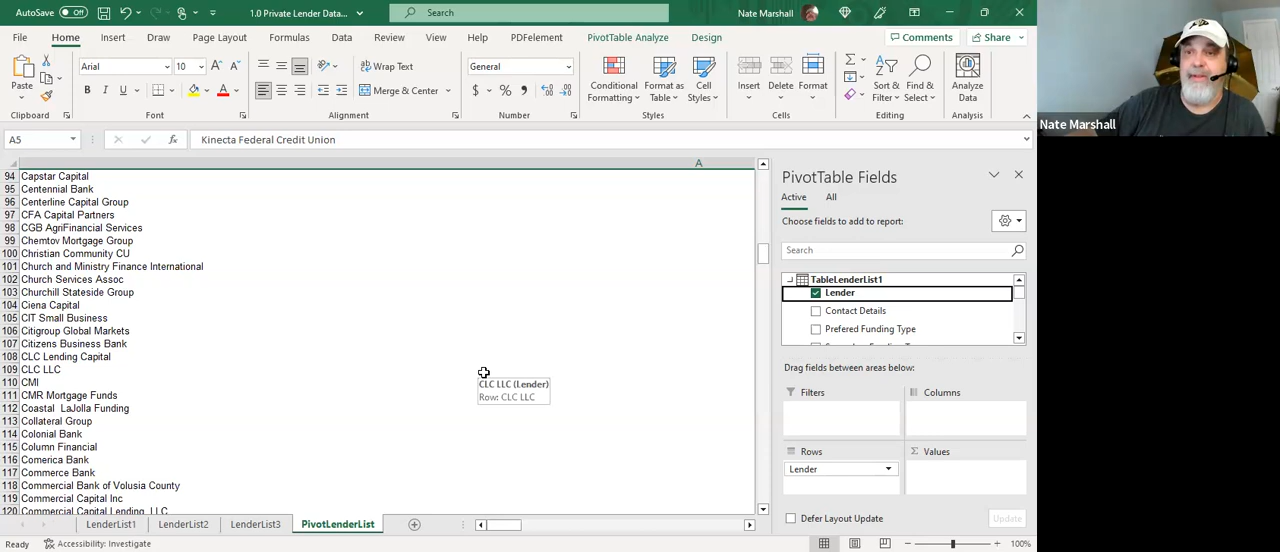 AutoSave Off 1.0 Private Lender Data... Search Nate Marshall
File Home Insert Draw Page Layout Formulas Data Review View Help PDFelement PivotTable Analyze Design Comments Share
Paste Arial 10 Wrap Text General Conditional Formatting Format as Table Cell Styles Insert Delete Format Sort & Filter Find & Select Analyze Data
B I U A Merge & Center $ % ,
Clipboard Font Alignment Number Styles Cells Editing Analysis
A5 fx Kinecta Federal Credit Union
A
94 Capstar Capital
95 Centennial Bank
96 Centerline Capital Group
97 CFA Capital Partners
98 CGB AgriFinancial Services
99 Chemtov Mortgage Group
100 Christian Community CU
101 Church and Ministry Finance International
102 Church Services Assoc
103 Churchill Stateside Group
104 Ciena Capital
105 CIT Small Business
106 Citigroup Global Markets
107 Citizens Business Bank
108 CLC Lending Capital
109 CLC LLC
110 CMI
111 CMR Mortgage Funds
112 Coastal LaJolla Funding
113 Collateral Group
114 Colonial Bank
115 Column Financial
116 Comerica Bank
117 Commerce Bank
118 Commercial Bank of Volusia County
119 Commercial Capital Inc
120 Commercial Capital Lending, LLC
CLC LLC (Lender)
Row: CLC LLC
LenderList1 LenderList2 LenderList3 PivotLenderList
Ready Accessibility: Investigate 100%
PivotTable Fields
Active All
Choose fields to add to report:
Search
TableLenderList1
Lender
Contact Details
Prefered Funding Type
Drag fields between areas below:
Filters Columns
Rows Values
Lender
Defer Layout Update Update
Nate Marshall